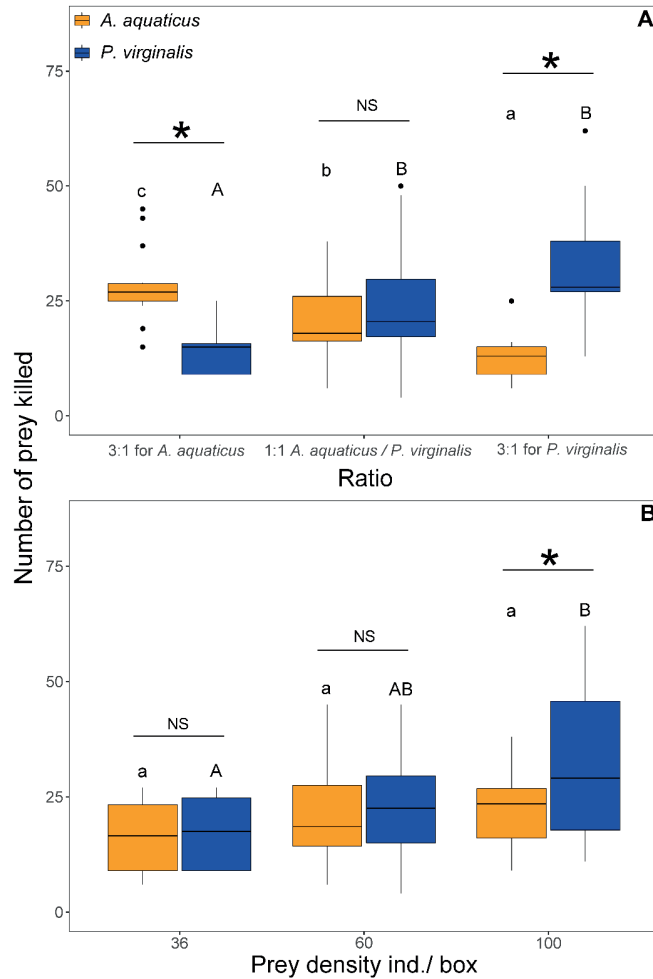 A. aquaticus
P. virginalis
A
75
50
25
0
*
NS
*
c
A
b
B
a
B
3:1 for A. aquaticus
1:1 A. aquaticus / P. virginalis
3:1 for P. virginalis
Ratio
Number of prey killed
B
75
50
25
0
NS
NS
*
a
A
a
AB
a
B
36
60
100
Prey density ind./ box